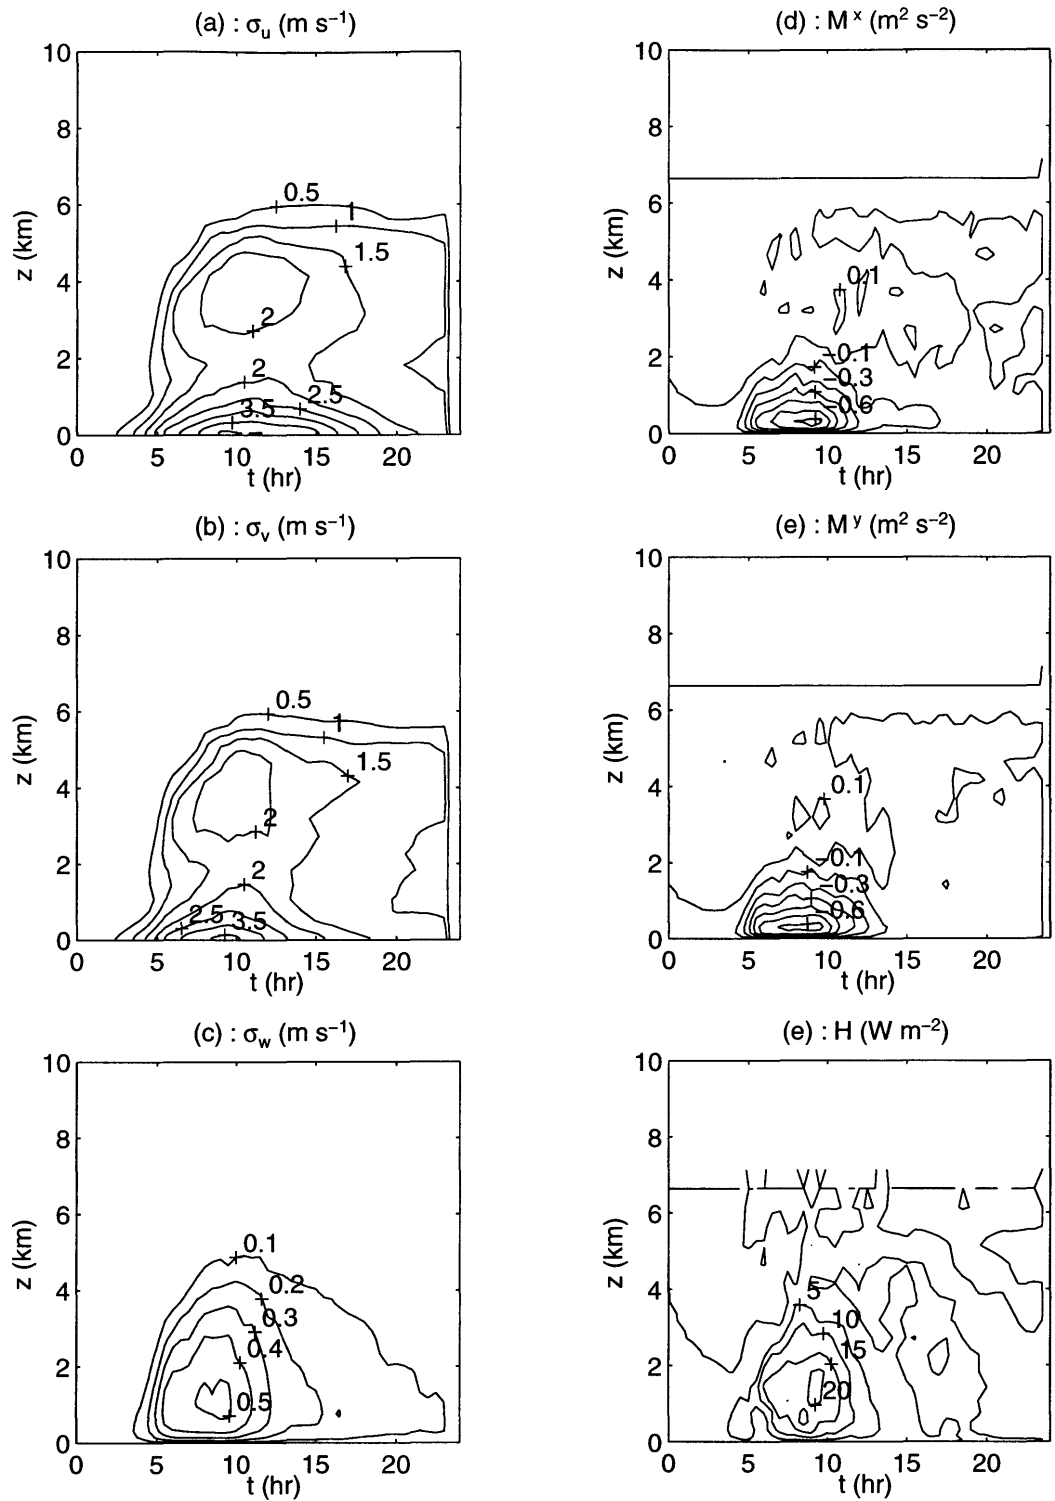 (a) : σu (m s−1)
10
8
6
4
2
0
z (km)
0.5
1
1.5
2
2
2.5
3.5
0 5 10 15 20
t (hr)
(b) : σv (m s−1)
10
8
6
4
2
0
z (km)
0.5
1
1.5
2
2
2.5
3.5
0 5 10 15 20
t (hr)
(c) : σw (m s−1)
10
8
6
4
2
0
z (km)
0.1
0.2
0.3
0.4
0.5
0 5 10 15 20
t (hr)
(d) : M x (m2 s−2)
10
8
6
4
2
0
z (km)
0.1
−0.1
−0.3
−0.6
0 5 10 15 20
t (hr)
(e) : M y (m2 s−2)
10
8
6
4
2
0
z (km)
0.1
−0.1
−0.3
−0.6
0 5 10 15 20
t (hr)
(e) : H (W m−2)
10
8
6
4
2
0
z (km)
5
10
15
20
0 5 10 15 20
t (hr)